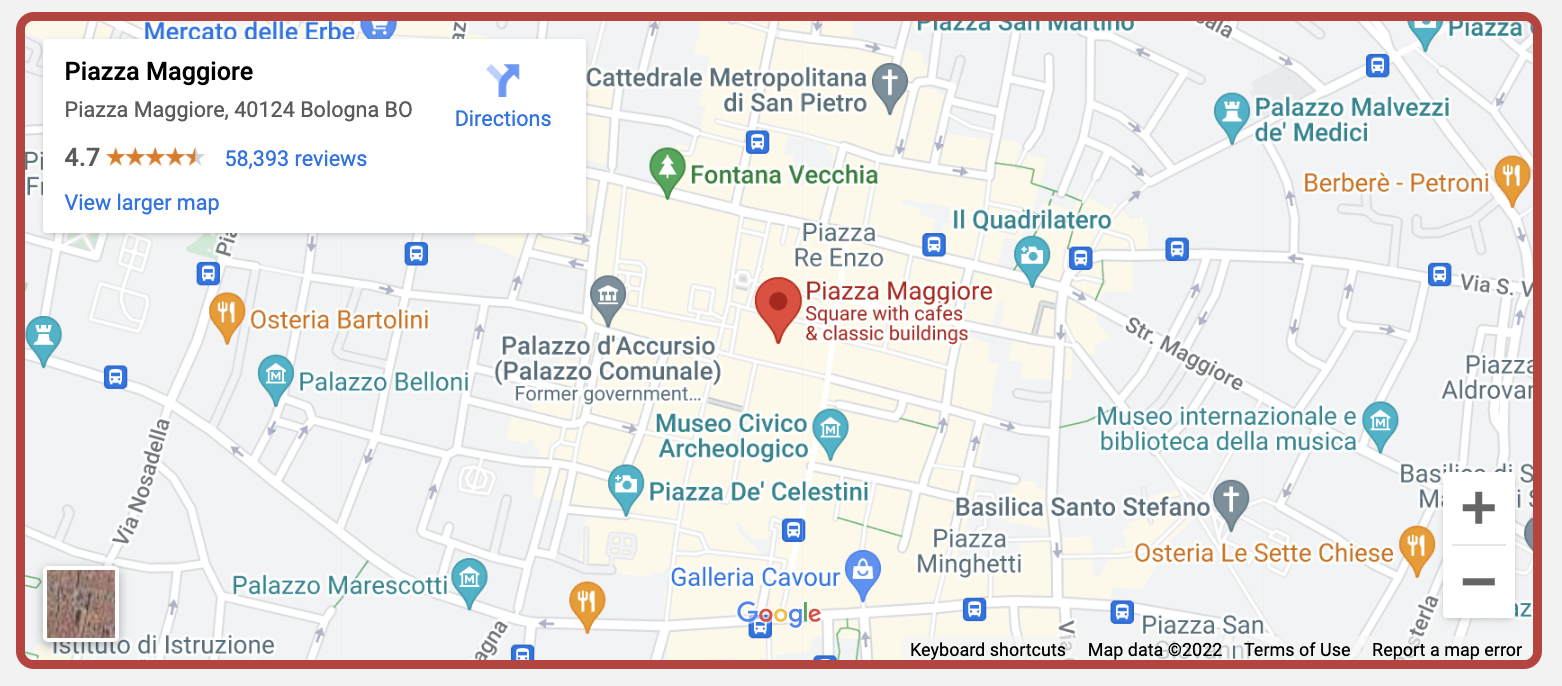 Mercato delle Erbe
Piazza San Martino
Piazza
Piazza Maggiore
Piazza Maggiore, 40124 Bologna BO
4.7
58,393 reviews
View larger map
Directions
Cattedrale Metropolitana
di San Pietro
Palazzo Malvezzi
de' Medici
Fontana Vecchia
Berberè - Petroni
Il Quadrilatero
Piazza
Re Enzo
Via S. V
Piazza Maggiore
Square with cafes
& classic buildings
Osteria Bartolini
Str. Maggiore
Palazzo d'Accursio
(Palazzo Comunale)
Former government...
Palazzo Belloni
Piazza
Aldrovar
Museo Civico
Archeologico
Museo internazionale e
biblioteca della musica
Via Nosadella
Piazza De' Celestini
Basilica di S
Basilica Santo Stefano
Piazza
Minghetti
Osteria Le Sette Chiese
Galleria Cavour
Palazzo Marescotti
Google
Piazza San
Istituto di Istruzione
Keyboard shortcuts
Map data ©2022
Terms of Use
Report a map error